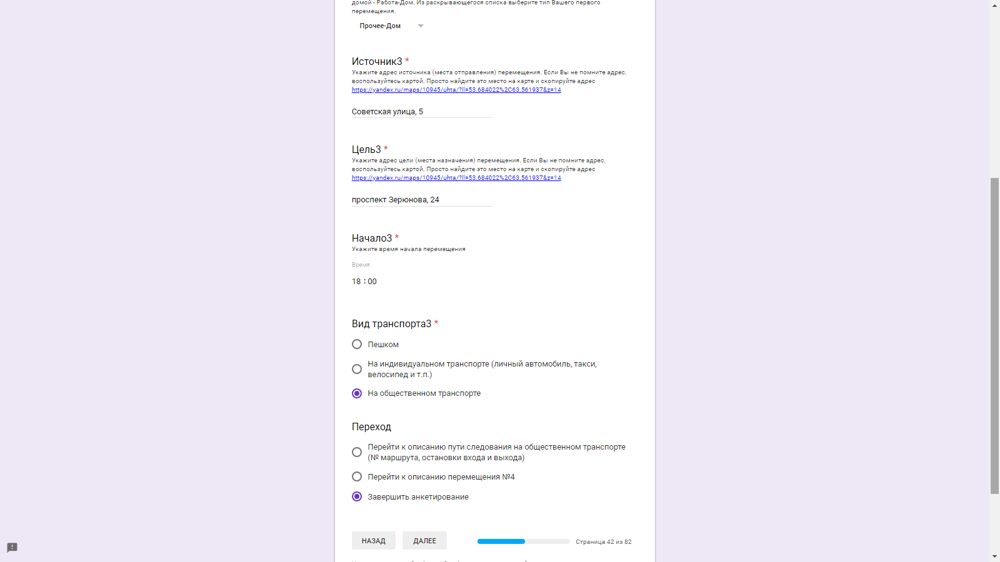 домой - Работа-Дом. Из раскрывающегося списка выберите тип Вашего первого
перемещения.
Прочее-Дом
Источник3 *
Укажите адрес источника (места отправления) перемещения. Если Вы не помните адрес,
воспользуйтесь картой. Просто найдите это место на карте и скопируйте адрес
https://yandex.ru/maps/10945/uhta/?ll=53.684022%2C63.561937&z=14
Советская улица, 5
Цель3 *
Укажите адрес цели (места назначения) перемещения. Если Вы не помните адрес,
воспользуйтесь картой. Просто найдите это место на карте и скопируйте адрес
https://yandex.ru/maps/10945/uhta/?ll=53.684022%2C63.561937&z=14
проспект Зерюнова, 24
Начало3 *
Укажите время начала перемещения
Время
18 : 00
Вид транспорта3 *
Пешком
На индивидуальном транспорте (личный автомобиль, такси,
велосипед и т.п.)
На общественном транспорте
Переход
Перейти к описанию пути следования на общественном транспорте
(№ маршрута, остановки входа и выхода)
Перейти к описанию перемещения №4
Завершить анкетирование
НАЗАД ДАЛЕЕ Страница 42 из 82